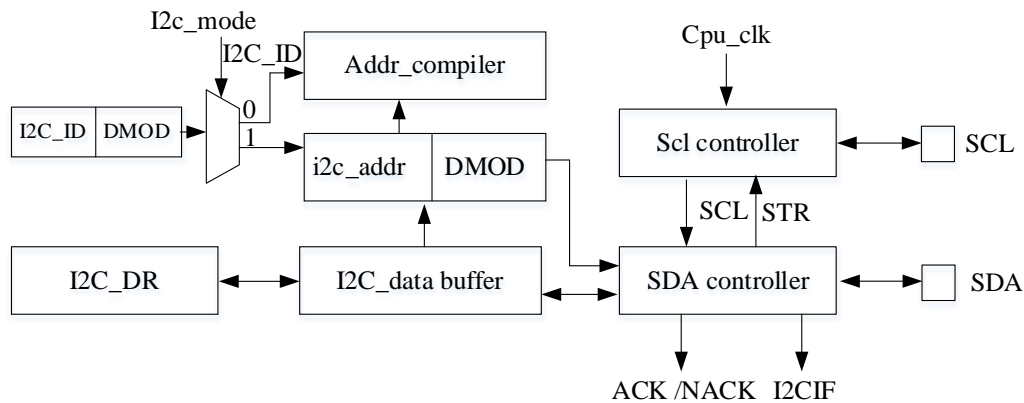 I2c_mode
Cpu_clk
I2C_ID
Addr_compiler
0
I2C_ID DMOD
1
Scl controller
SCL
i2c_addr DMOD
SCL STR
I2C_DR
I2C_data buffer
SDA controller
SDA
ACK /NACK I2CIF